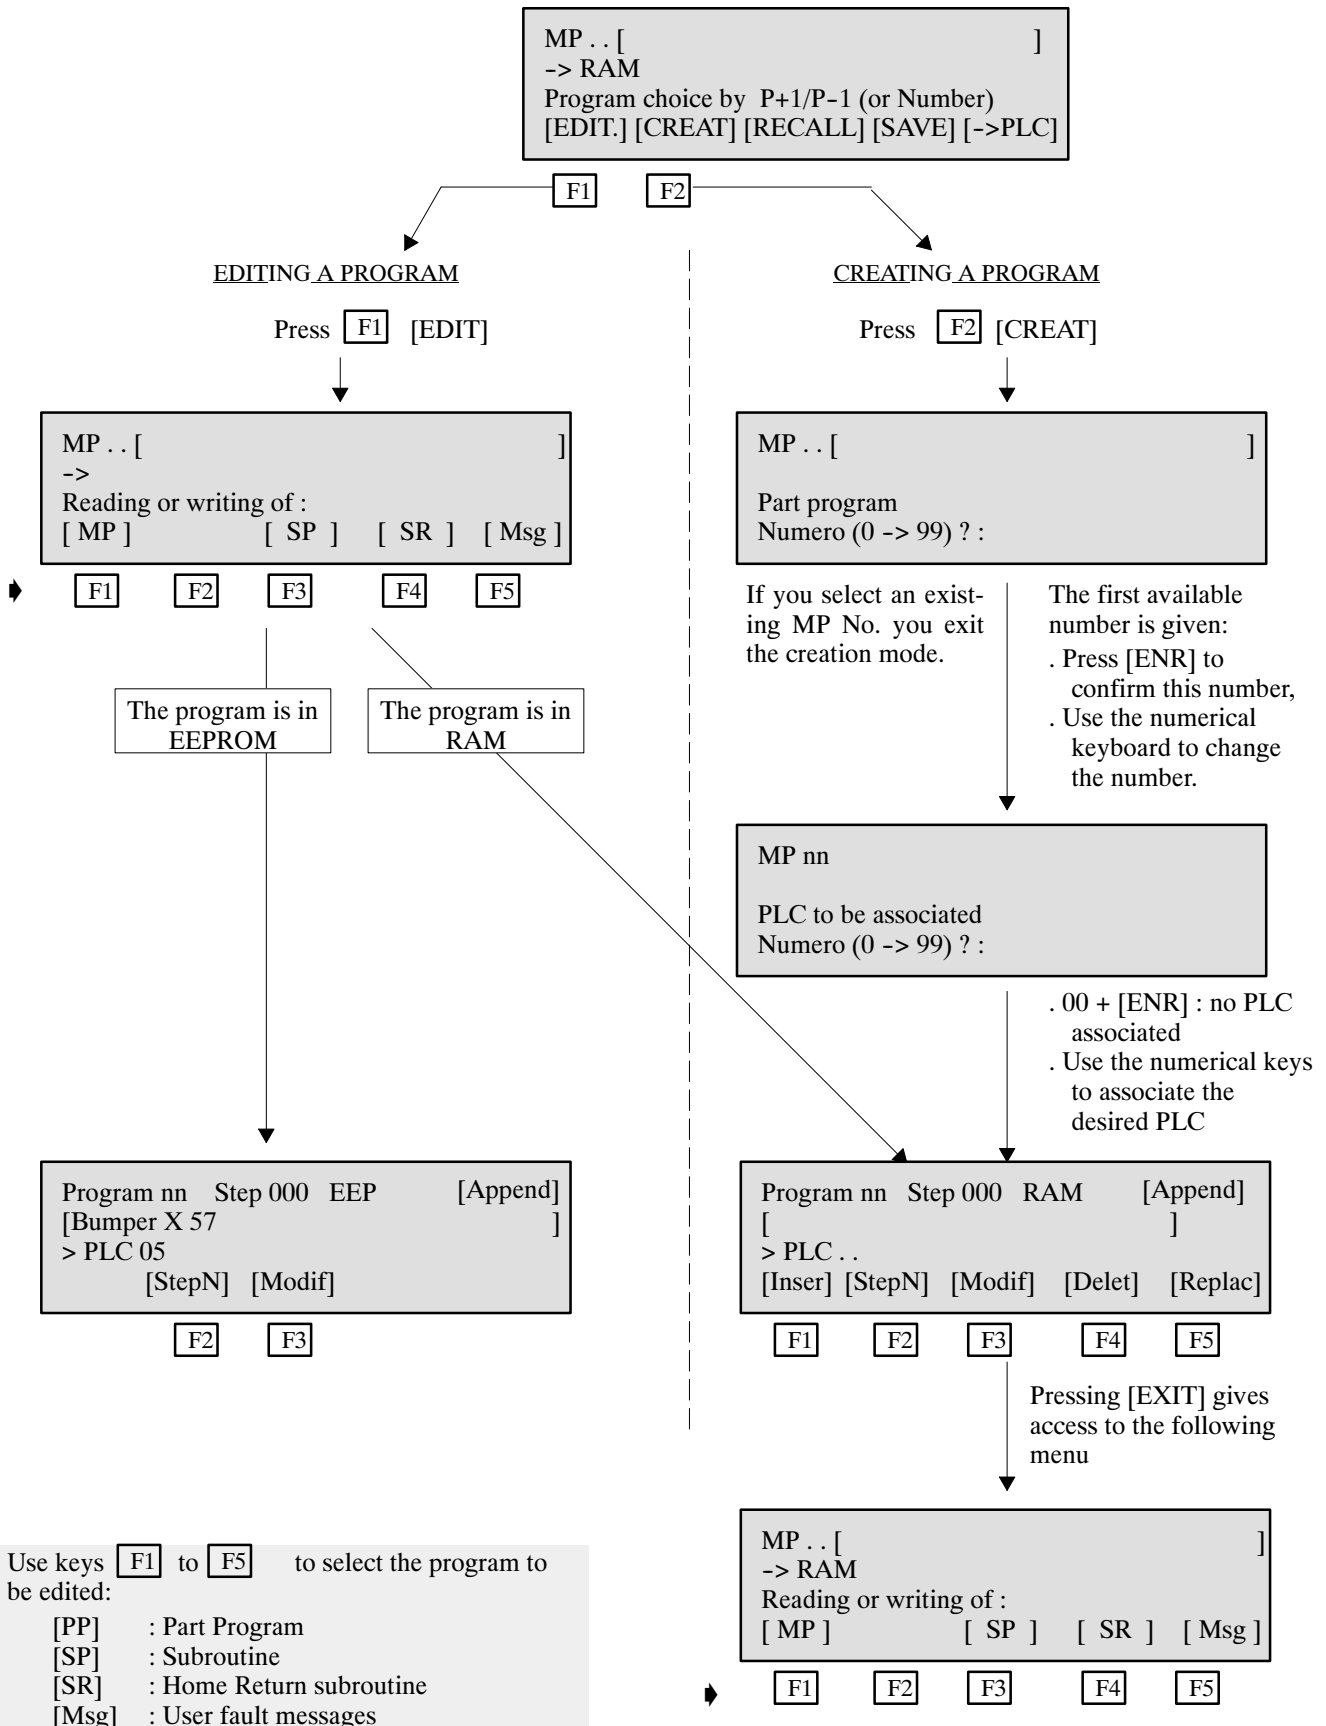 MP . . [ ]
-> RAM
Program choice by P+1/P-1 (or Number)
[EDIT.] [CREAT] [RECALL] [SAVE] [->PLC]
F1 F2
EDITING A PROGRAM
Press F1 [EDIT]
MP . . [ ]
->
Reading or writing of :
[ MP ] [ SP ] [ SR ] [ Msg ]
F1 F2 F3 F4 F5
The program is in
EEPROM
The program is in
RAM
Program nn Step 000 EEP [Append]
[Bumper X 57 ]
> PLC 05
[StepN] [Modif]
F2 F3
CREATING A PROGRAM
Press F2 [CREAT]
MP . . [ ]
Part program
Numero (0 -> 99) ? :
If you select an exist-
ing MP No. you exit
the creation mode.
The first available
number is given:
. Press [ENR] to
confirm this number,
. Use the numerical
keyboard to change
the number.
MP nn
PLC to be associated
Numero (0 -> 99) ? :
. 00 + [ENR] : no PLC
associated
. Use the numerical keys
to associate the
desired PLC
Program nn Step 000 RAM [Append]
[ ]
> PLC . .
[Inser] [StepN] [Modif] [Delet] [Replac]
F1 F2 F3 F4 F5
Pressing [EXIT] gives
access to the following
menu
MP . . [ ]
-> RAM
Reading or writing of :
[ MP ] [ SP ] [ SR ] [ Msg ]
F1 F2 F3 F4 F5
Use keys F1 to F5 to select the program to
be edited:
[PP] : Part Program
[SP] : Subroutine
[SR] : Home Return subroutine
[Msg] : User fault messages